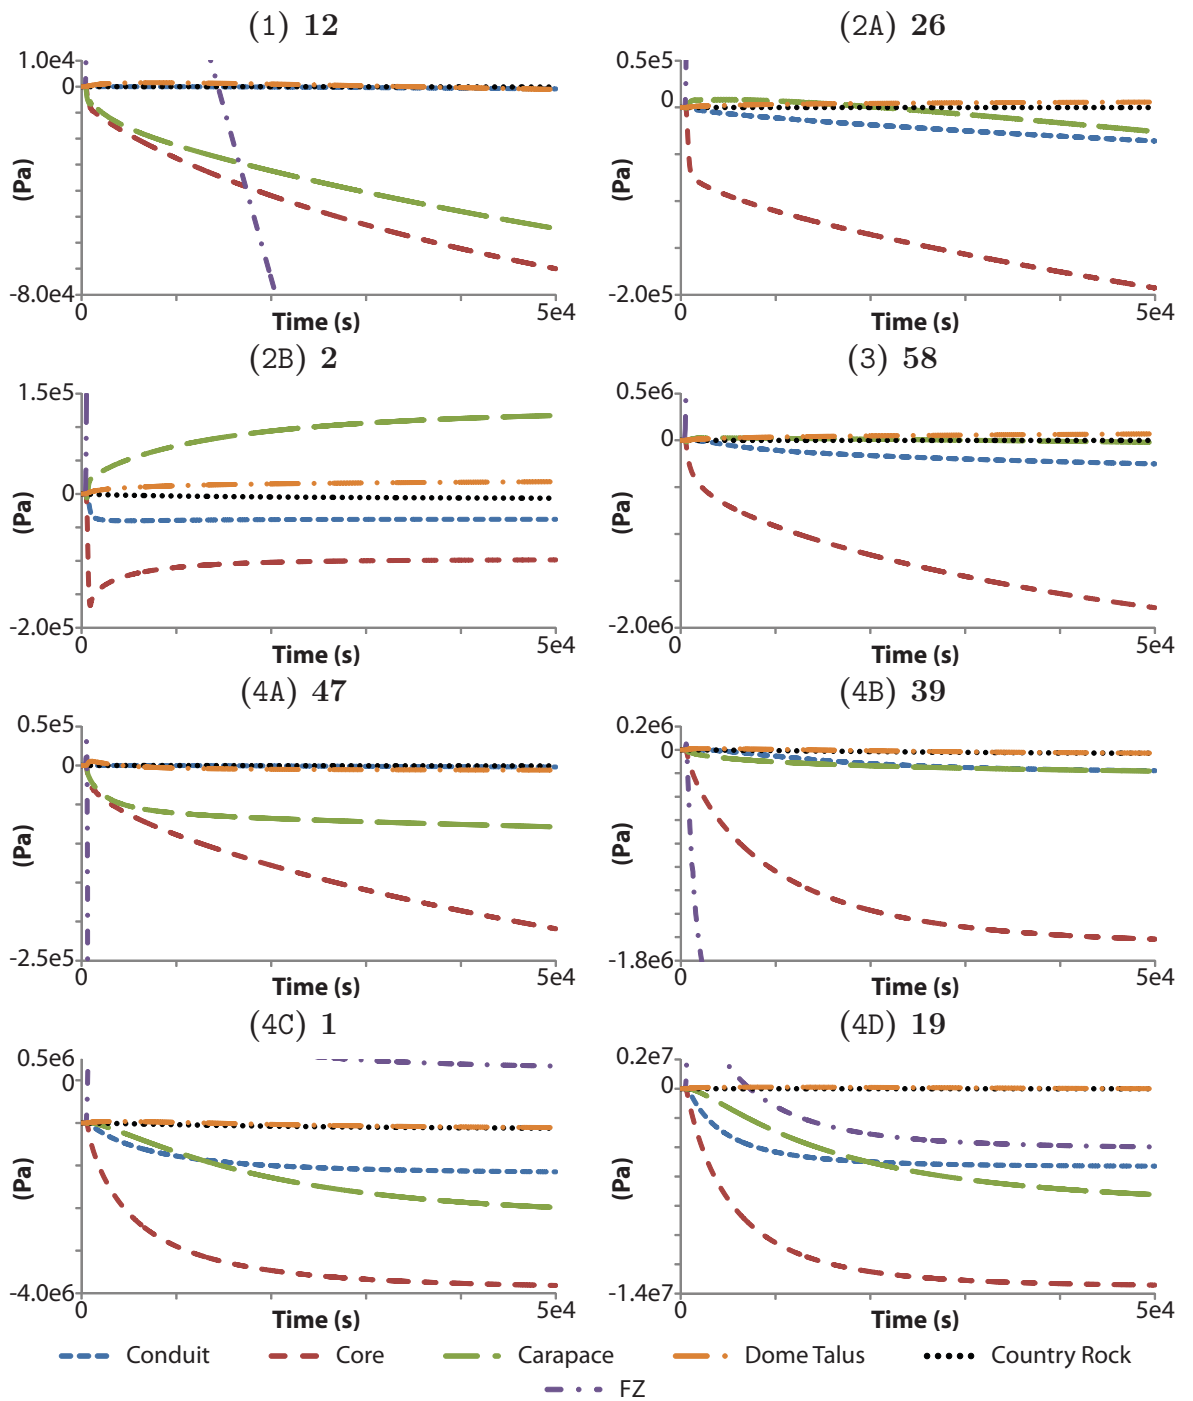 (1) 12
(2A) 26
1.0e4
0
-8.0e4
(Pa)
0
Time (s)
5e4
0.5e5
0
-2.0e5
(Pa)
0
Time (s)
5e4
(2B) 2
(3) 58
1.5e5
0
-2.0e5
(Pa)
0
Time (s)
5e4
0.5e6
0
-2.0e6
(Pa)
0
Time (s)
5e4
(4A) 47
(4B) 39
0.5e5
0
-2.5e5
(Pa)
0
Time (s)
5e4
0.2e6
0
-1.8e6
(Pa)
0
Time (s)
5e4
(4C) 1
(4D) 19
0.5e6
0
-4.0e6
(Pa)
0
Time (s)
5e4
0.2e7
0
-1.4e7
(Pa)
0
Time (s)
5e4
Conduit Core Carapace Dome Talus Country Rock
FZ